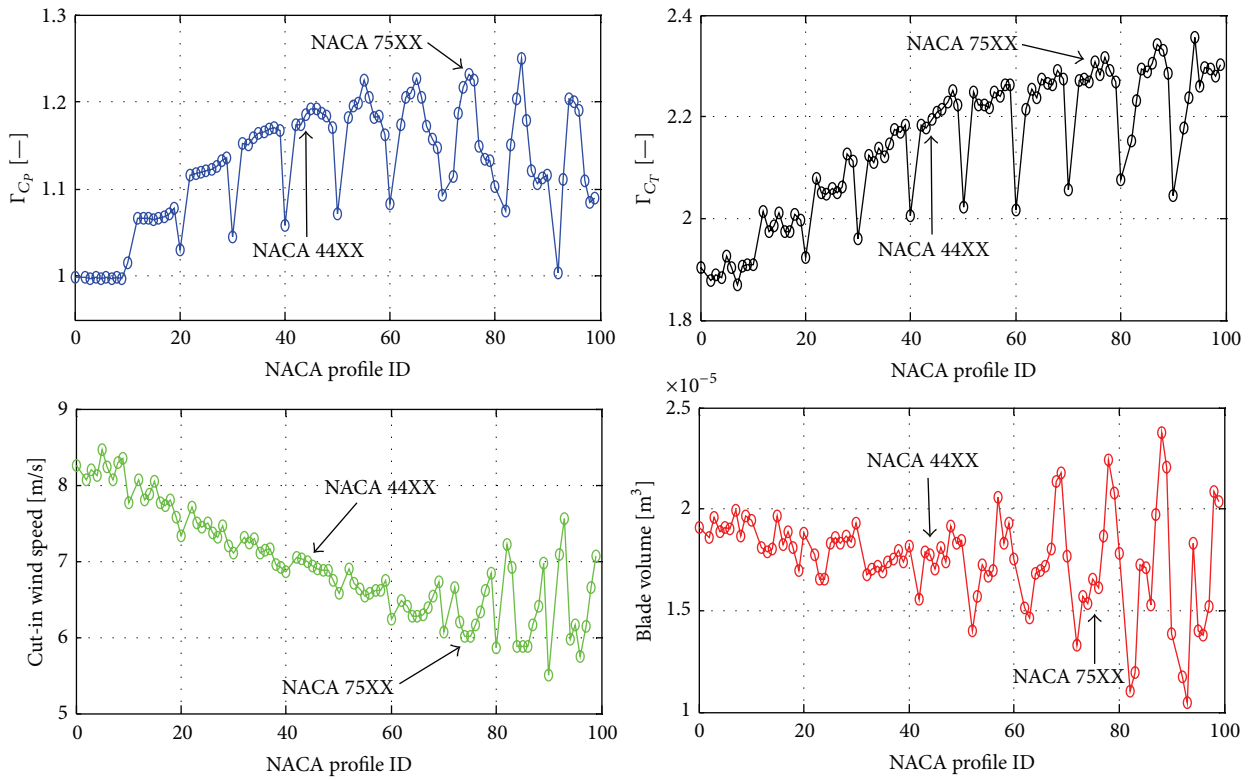 1.3
1.2
1.1
1
0 20 40 60 80 100
Γ_{C_P} [—]
NACA profile ID
NACA 75XX
NACA 44XX
2.4
2.2
2
1.8
0 20 40 60 80 100
Γ_{C_T} [—]
NACA profile ID
NACA 75XX
NACA 44XX
9
8
7
6
5
0 20 40 60 80 100
Cut-in wind speed [m/s]
NACA profile ID
NACA 44XX
NACA 75XX
×10⁻⁵
2.5
2
1.5
1
0 20 40 60 80 100
Blade volume [m³]
NACA profile ID
NACA 44XX
NACA 75XX